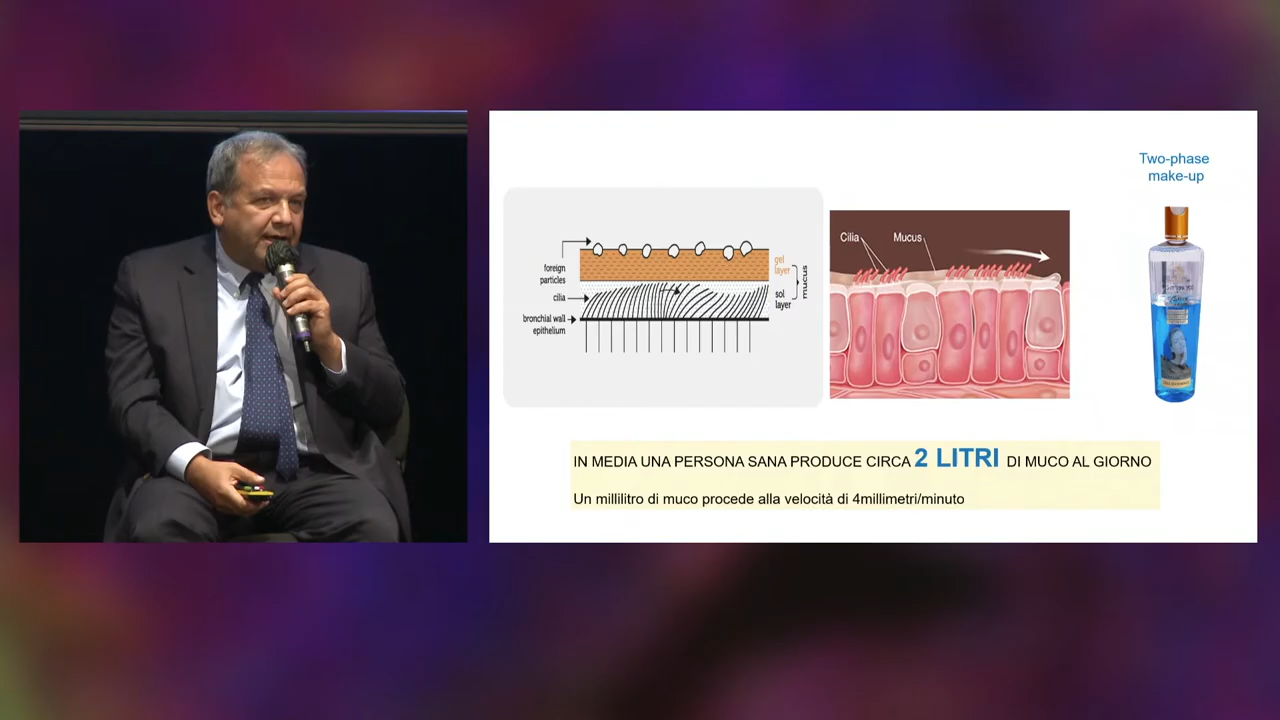 Two-phase
make-up
foreign
particles
cilia
bronchial wall
epithelium
gel
layer
sol
layer
mucus
Cilia
Mucus
IN MEDIA UNA PERSONA SANA PRODUCE CIRCA 2 LITRI DI MUCO AL GIORNO
Un millilitro di muco procede alla velocità di 4millimetri/minuto